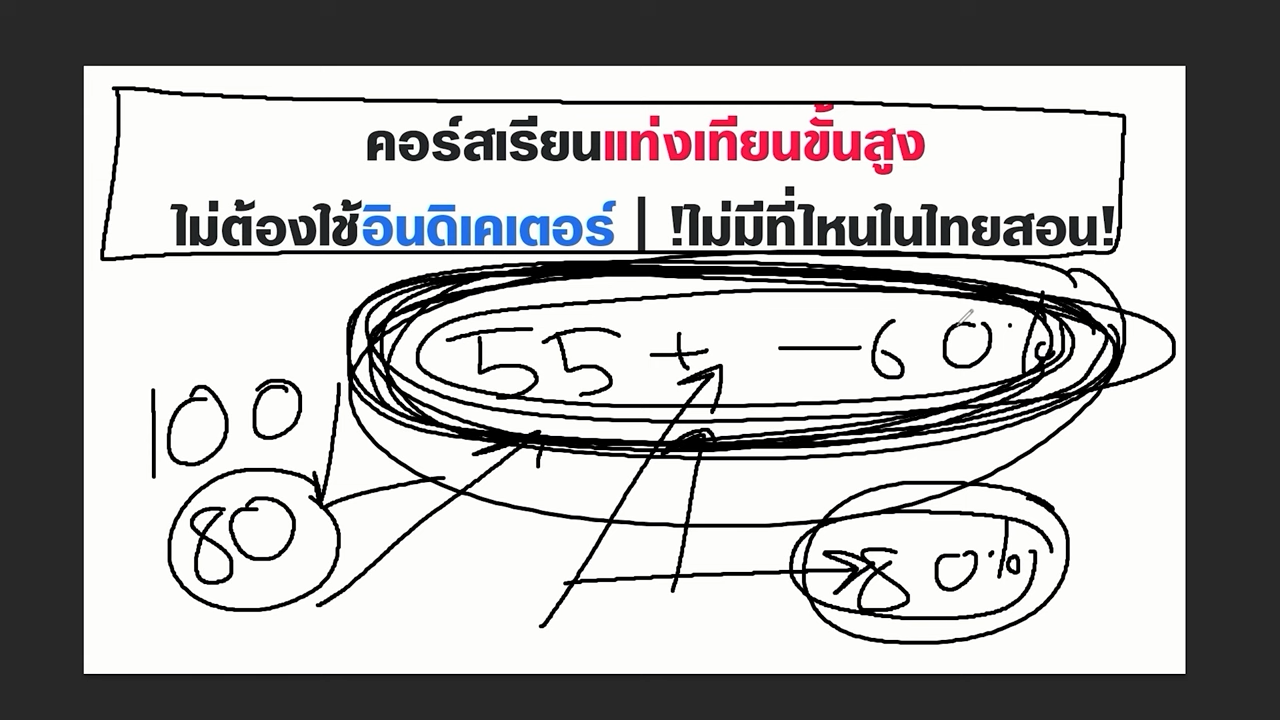 คอร์สเรียนแท่งเทียนขั้นสูง
ไม่ต้องใช้อินดิเคเตอร์ | !ไม่มีที่ไหนในไทยสอน!
55+ — 60%
100
80
80%